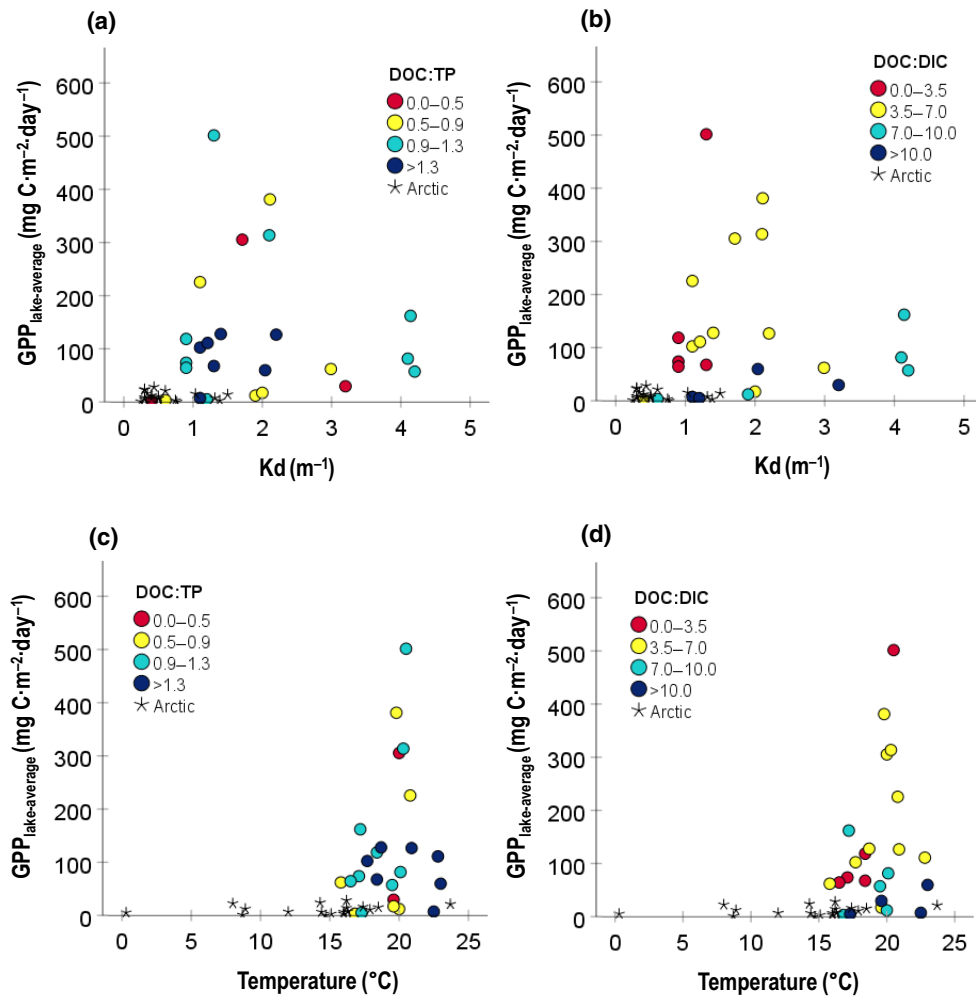 (a)
GPP_lake-average (mg C·m⁻²·day⁻¹)
600
500
400
300
200
100
0
DOC:TP
0.0–0.5
0.5–0.9
0.9–1.3
>1.3
Arctic
0 1 2 3 4 5
Kd (m⁻¹)
(b)
GPP_lake-average (mg C·m⁻²·day⁻¹)
600
500
400
300
200
100
0
DOC:DIC
0.0–3.5
3.5–7.0
7.0–10.0
>10.0
Arctic
0 1 2 3 4 5
Kd (m⁻¹)
(c)
GPP_lake-average (mg C·m⁻²·day⁻¹)
600
500
400
300
200
100
0
DOC:TP
0.0–0.5
0.5–0.9
0.9–1.3
>1.3
Arctic
0 5 10 15 20 25
Temperature (°C)
(d)
GPP_lake-average (mg C·m⁻²·day⁻¹)
600
500
400
300
200
100
0
DOC:DIC
0.0–3.5
3.5–7.0
7.0–10.0
>10.0
Arctic
0 5 10 15 20 25
Temperature (°C)